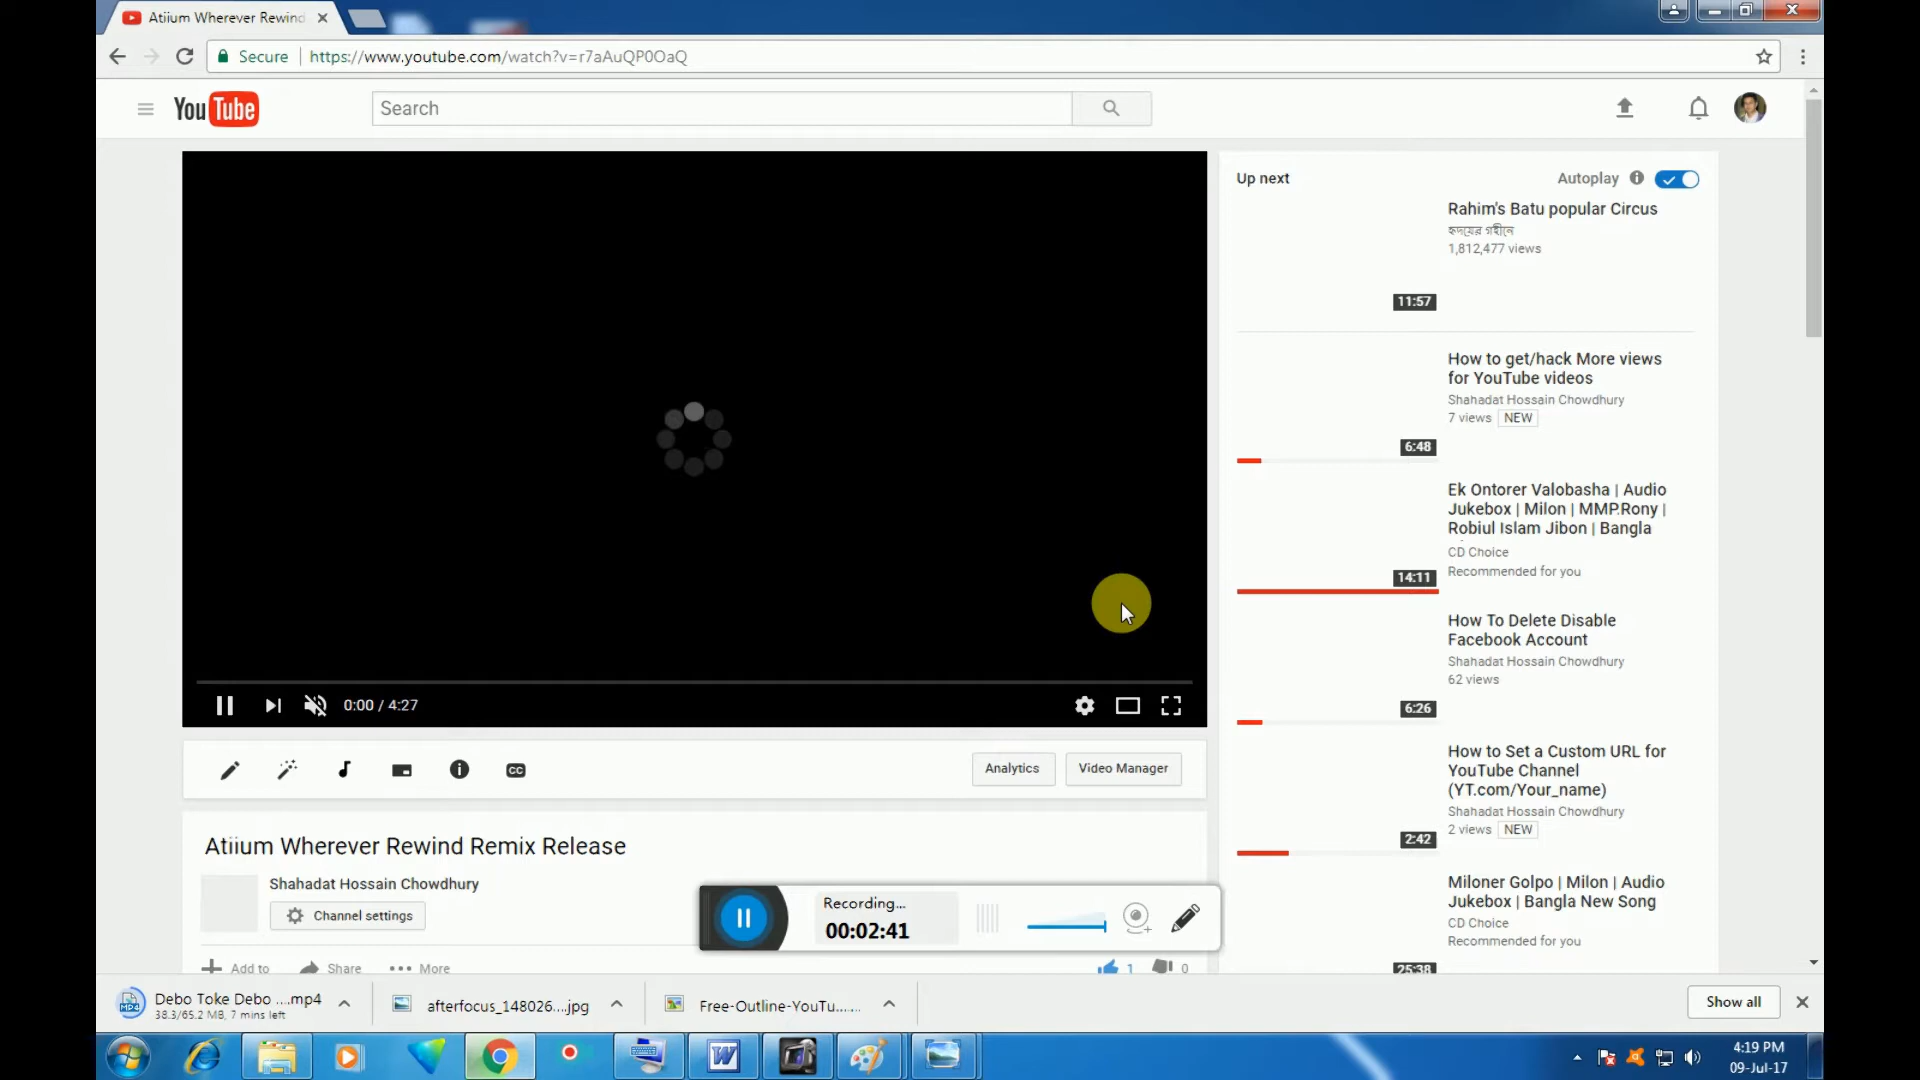 Atiium Wherever Rewind
Secure
https://www.youtube.com/watch?v=r7aAuQP0OaQ
YouTube
Search
Up next
Autoplay
Rahim's Batu popular Circus
হৃদয়ের গহীনে
1,812,477 views
11:57
How to get/hack More views
for YouTube videos
Shahadat Hossain Chowdhury
7 views NEW
6:48
Ek Ontorer Valobasha | Audio
Jukebox | Milon | MMP.Rony |
Robiul Islam Jibon | Bangla
CD Choice
Recommended for you
14:11
How To Delete Disable
Facebook Account
Shahadat Hossain Chowdhury
62 views
6:26
How to Set a Custom URL for
YouTube Channel
(YT.com/Your_name)
Shahadat Hossain Chowdhury
2 views NEW
2:42
Miloner Golpo | Milon | Audio
Jukebox | Bangla New Song
CD Choice
Recommended for you
25:38
0:00 / 4:27
CC
Analytics
Video Manager
Atiium Wherever Rewind Remix Release
Shahadat Hossain Chowdhury
Channel settings
Add to
Share
More
1
0
Recording...
00:02:41
Debo Toke Debo ....mp4
38.3/65.2 MB, 7 mins left
afterfocus_148026....jpg
Free-Outline-YouTu......
Show all
4:19 PM
09-Jul-17